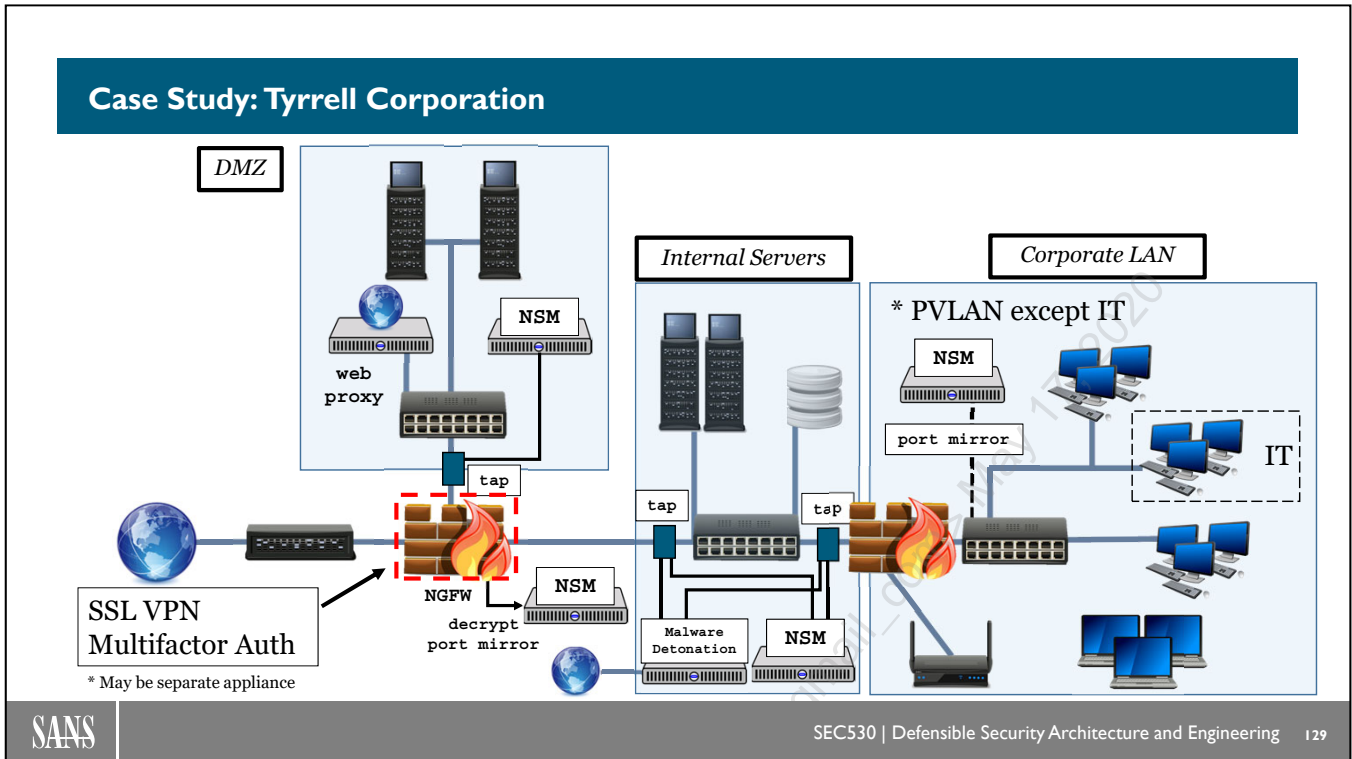 Case Study: Tyrrell Corporation
DMZ
NSM
web
proxy
tap
Internal Servers
Corporate LAN
* PVLAN except IT
NSM
port mirror
IT
tap
tap
SSL VPN
Multifactor Auth
* May be separate appliance
NGFW
decrypt
port mirror
NSM
Malware
Detonation
NSM
SANS
SEC530 | Defensible Security Architecture and Engineering 129